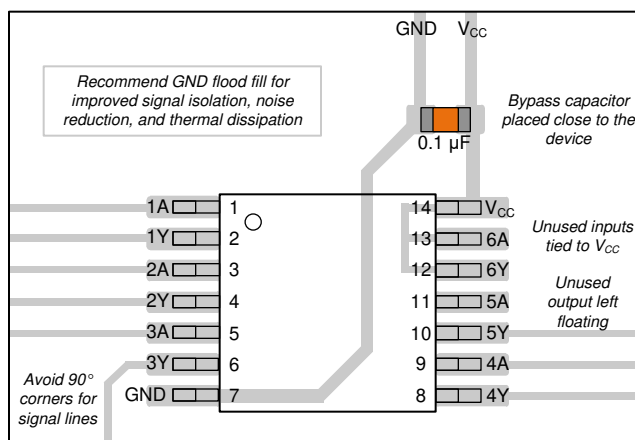 GND VCC
Recommend GND flood fill for
improved signal isolation, noise
reduction, and thermal dissipation
Bypass capacitor
placed close to the
device
0.1 µF
1A 1 14 VCC
1Y 2 13 6A
2A 3 12 6Y
2Y 4 11 5A
3A 5 10 5Y
3Y 6 9 4A
GND 7 8 4Y
Unused inputs
tied to VCC
Unused
output left
floating
Avoid 90°
corners for
signal lines